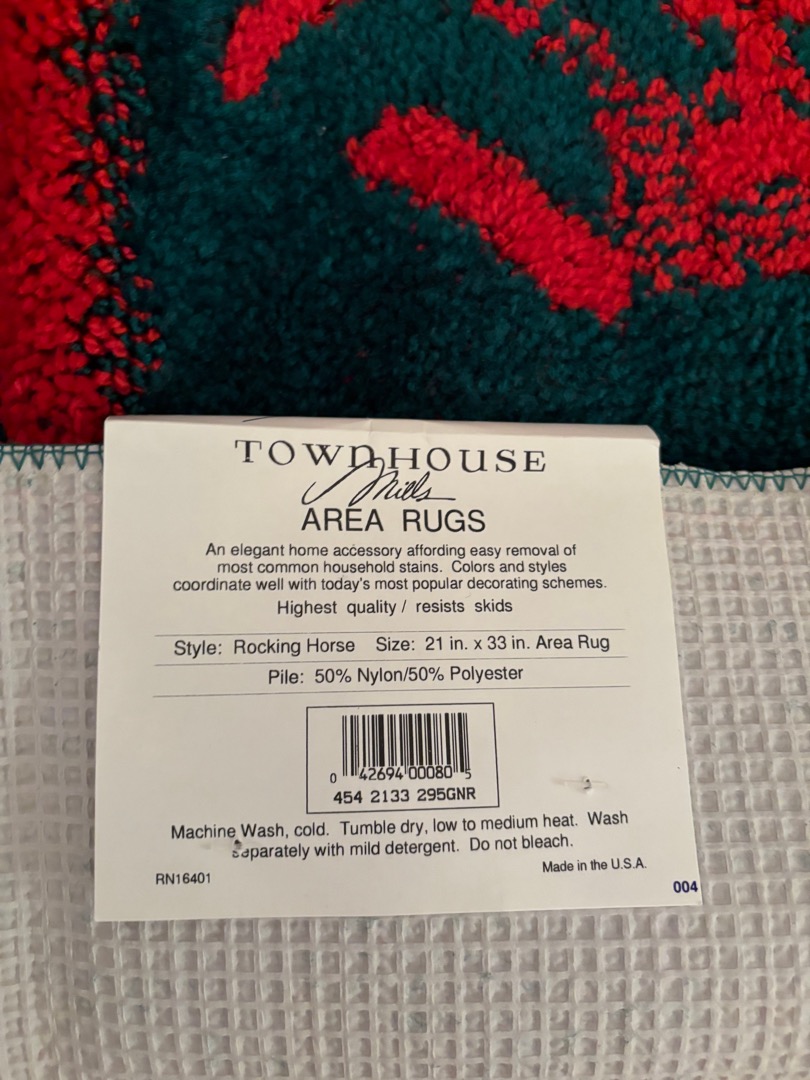 TOWNHOUSE
Mills
AREA RUGS
An elegant home accessory affording easy removal of
most common household stains. Colors and styles
coordinate well with today's most popular decorating schemes.
Highest quality / resists skids
Style: Rocking Horse Size: 21 in. x 33 in. Area Rug
Pile: 50% Nylon/50% Polyester
0 42694 00080 5
454 2133 295GNR
Machine Wash, cold. Tumble dry, low to medium heat. Wash
separately with mild detergent. Do not bleach.
RN16401
Made in the U.S.A.
004